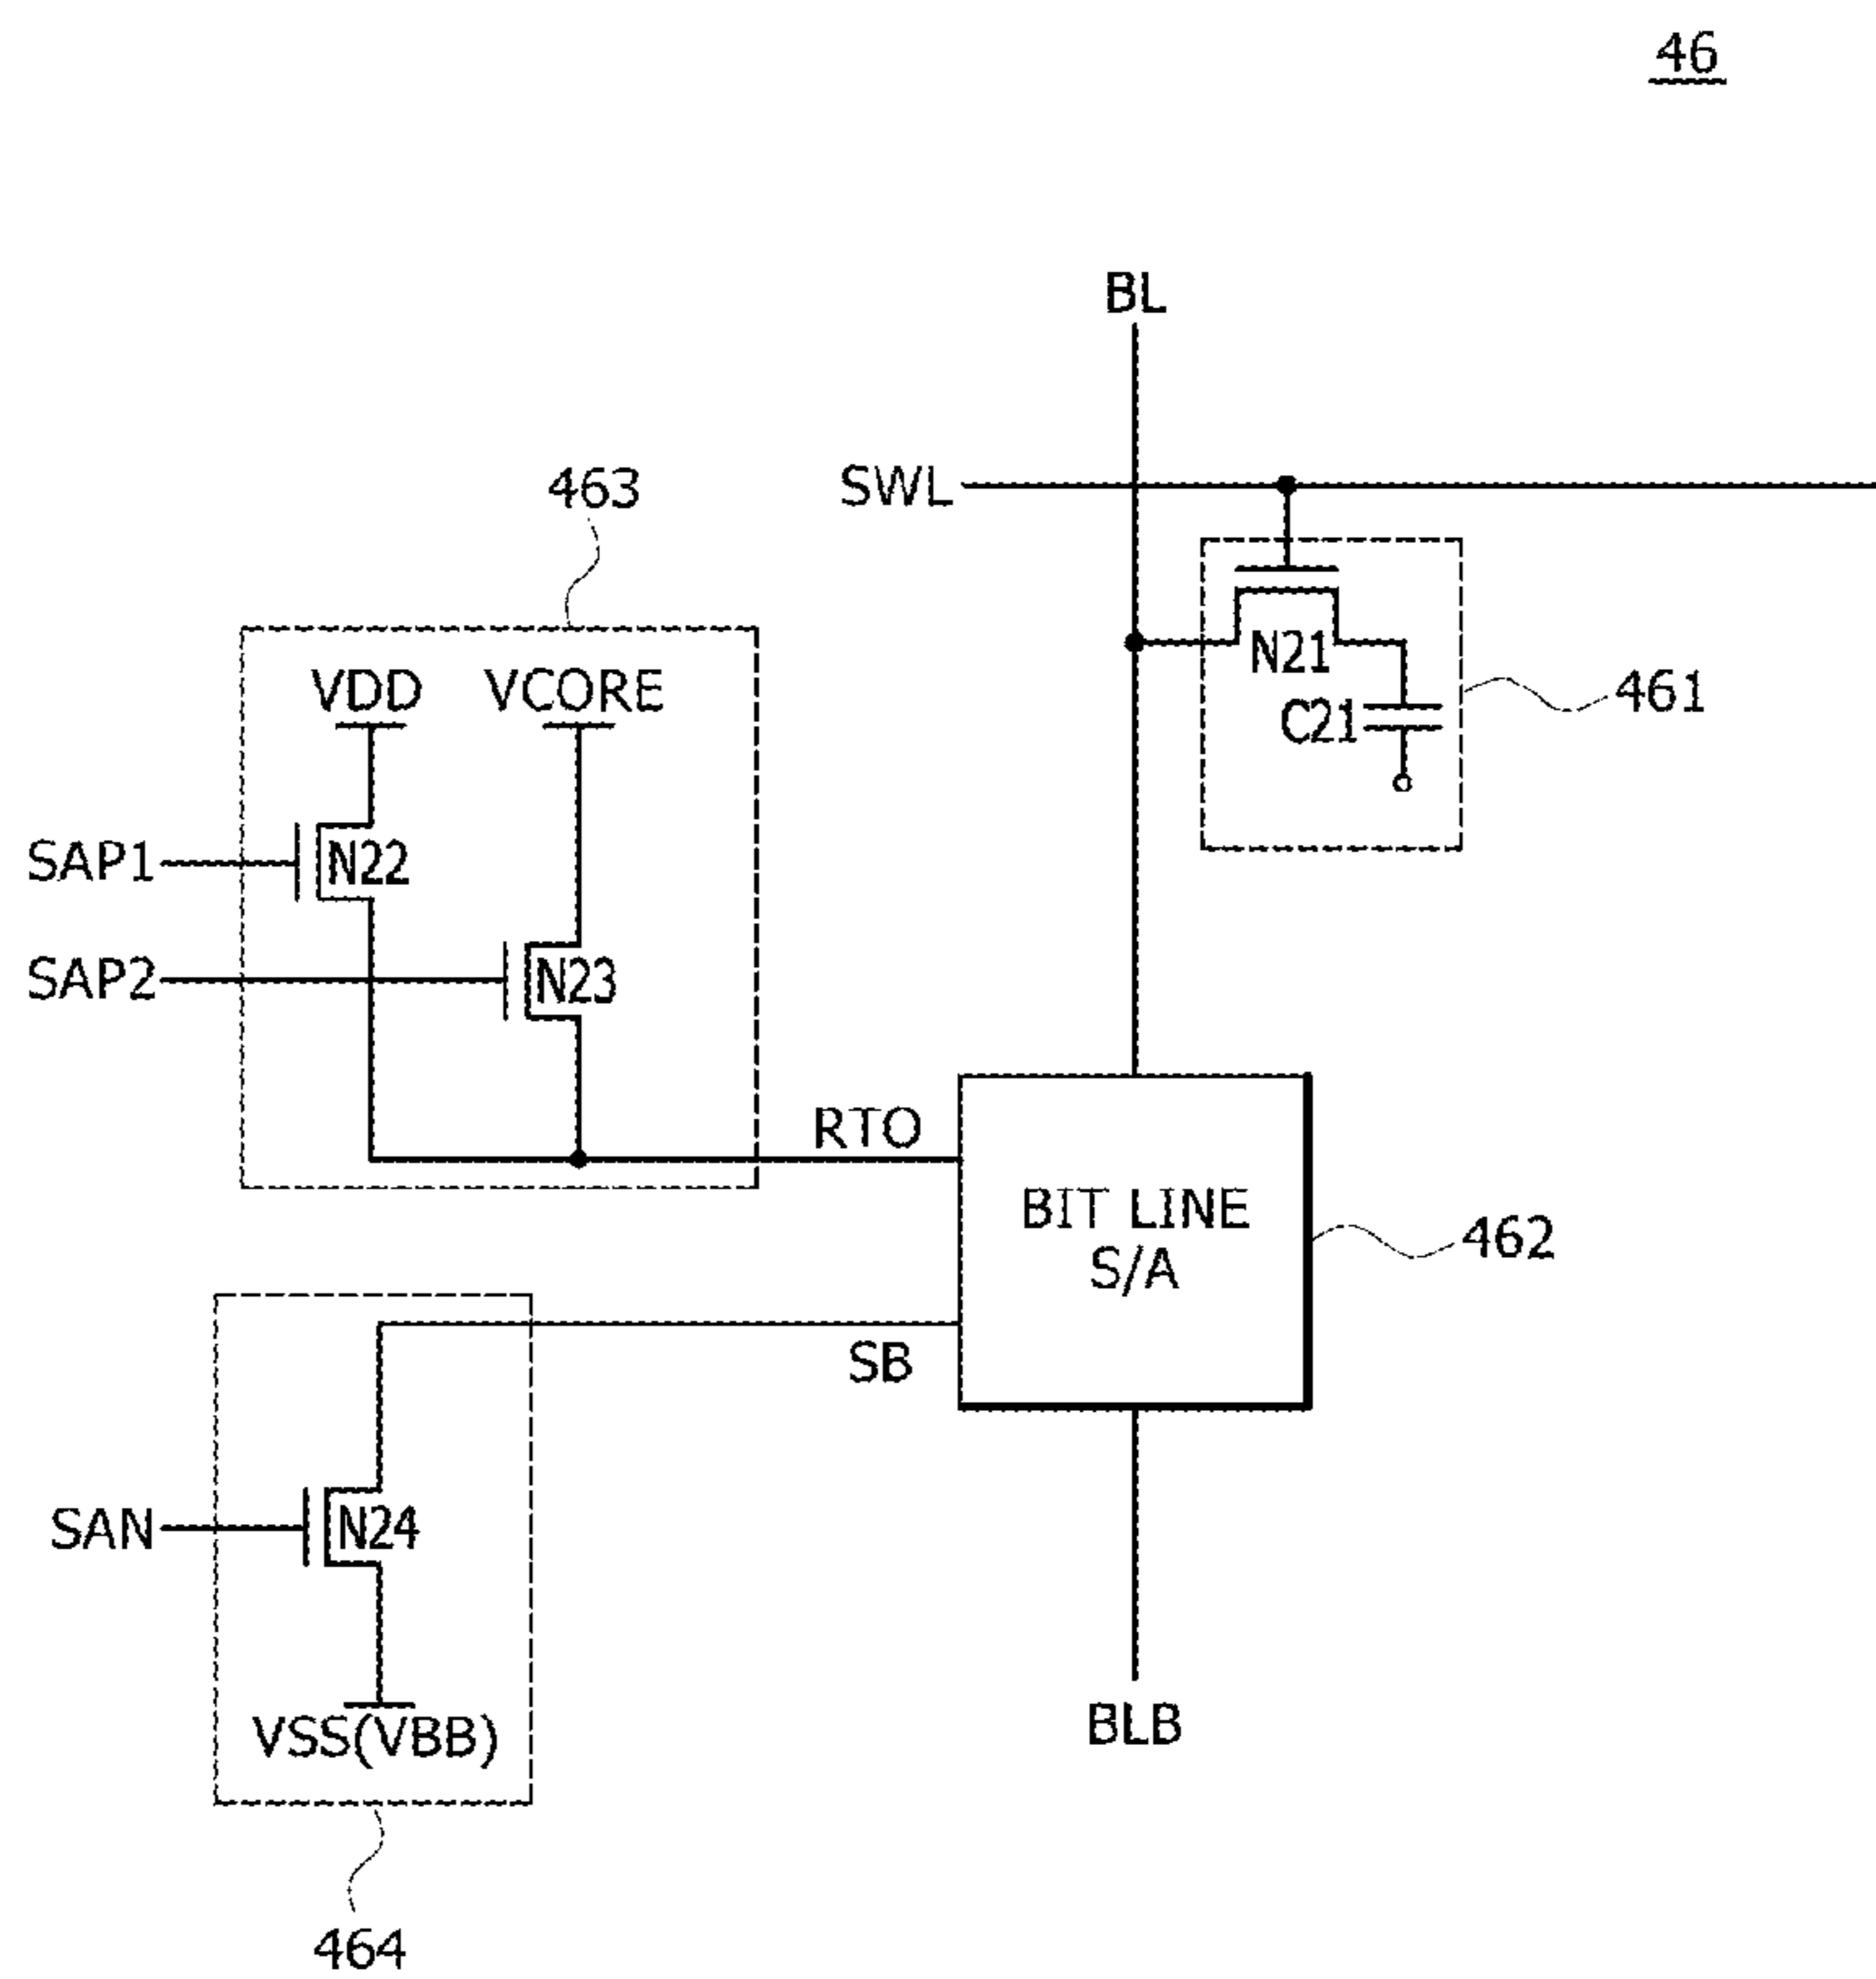 46
BL
463
SWL
VDD VCORE
N21
461
C21
SAP1
N22
SAP2
N23
RTO
BIT LINE
S/A
462
SB
SAN
N24
VSS(VBB)
BLB
464